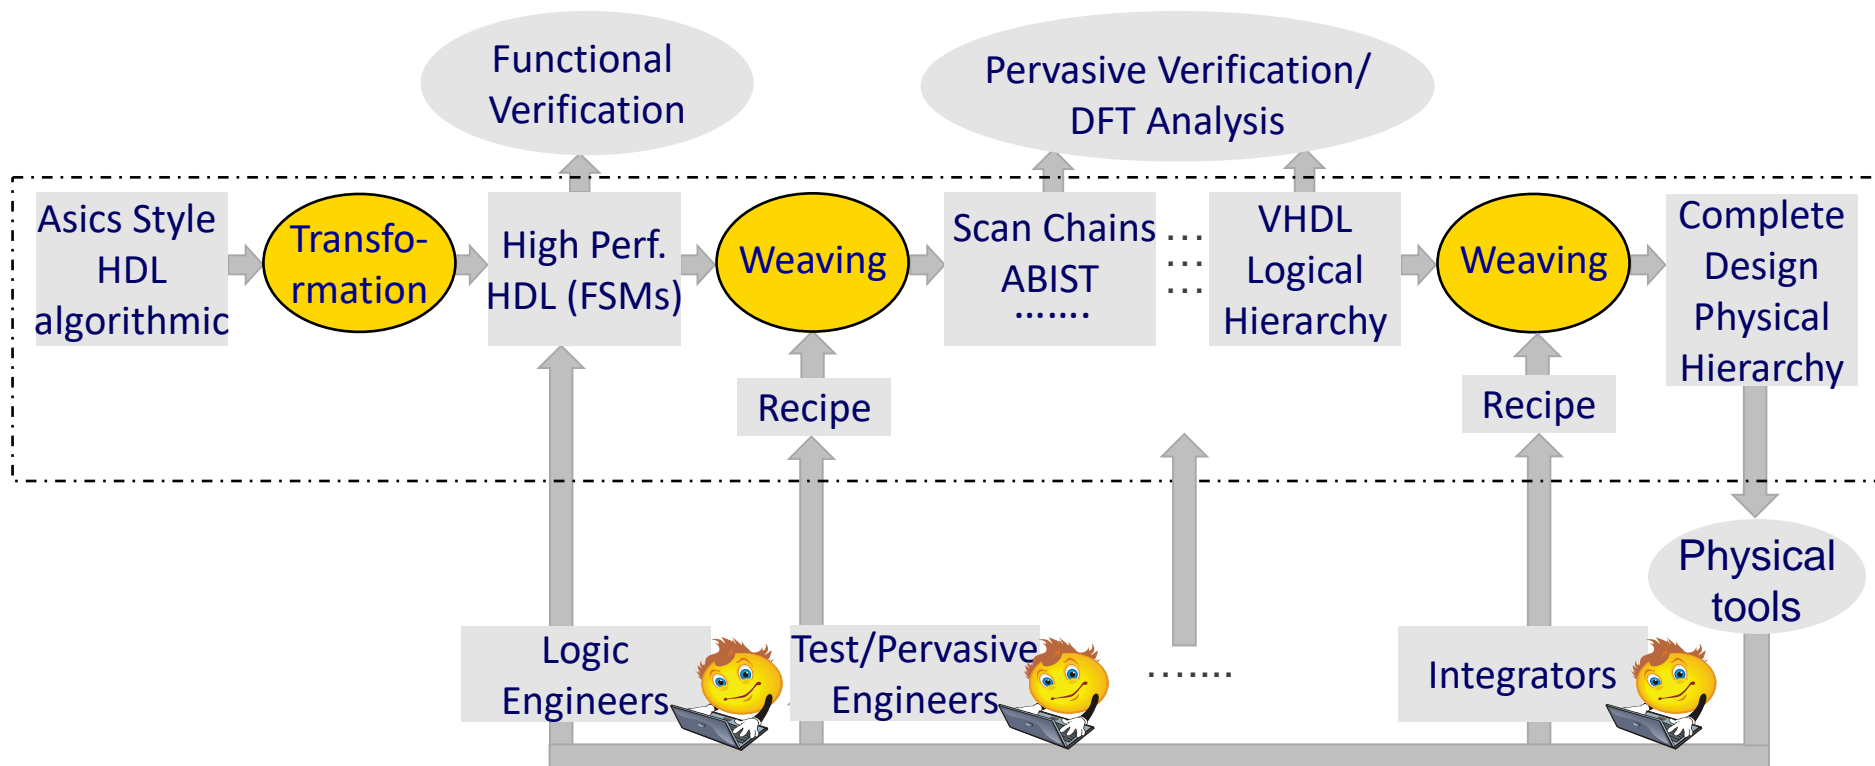 Functional
Verification
Pervasive Verification/
DFT Analysis
Asics Style
HDL
algorithmic
Transfo-
rmation
High Perf.
HDL (FSMs)
Weaving
Scan Chains
ABIST
.......
....
...
...
VHDL
Logical
Hierarchy
Weaving
Complete
Design
Physical
Hierarchy
Recipe
Recipe
Physical
tools
Logic
Engineers
Test/Pervasive
Engineers
.......
Integrators